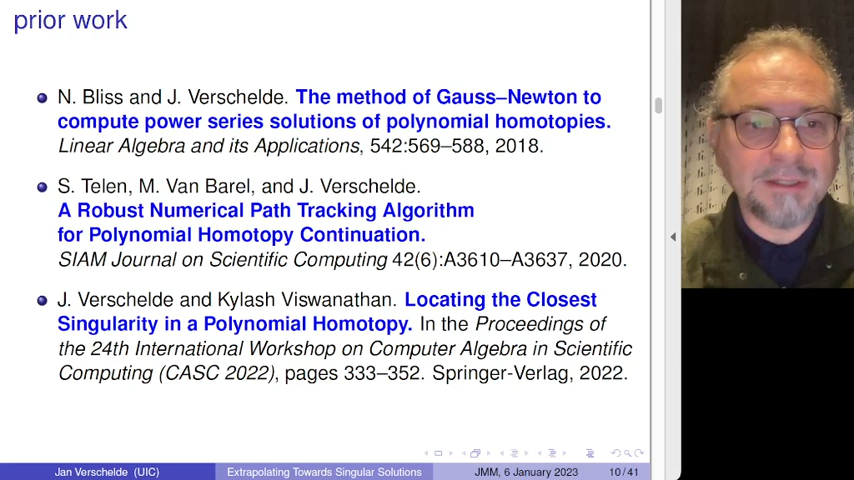 prior work
N. Bliss and J. Verschelde. The method of Gauss–Newton to
compute power series solutions of polynomial homotopies.
Linear Algebra and its Applications, 542:569–588, 2018.
S. Telen, M. Van Barel, and J. Verschelde.
A Robust Numerical Path Tracking Algorithm
for Polynomial Homotopy Continuation.
SIAM Journal on Scientific Computing 42(6):A3610–A3637, 2020.
J. Verschelde and Kylash Viswanathan. Locating the Closest
Singularity in a Polynomial Homotopy. In the Proceedings of
the 24th International Workshop on Computer Algebra in Scientific
Computing (CASC 2022), pages 333–352. Springer-Verlag, 2022.
Jan Verschelde (UIC) Extrapolating Towards Singular Solutions JMM, 6 January 2023 10 / 41